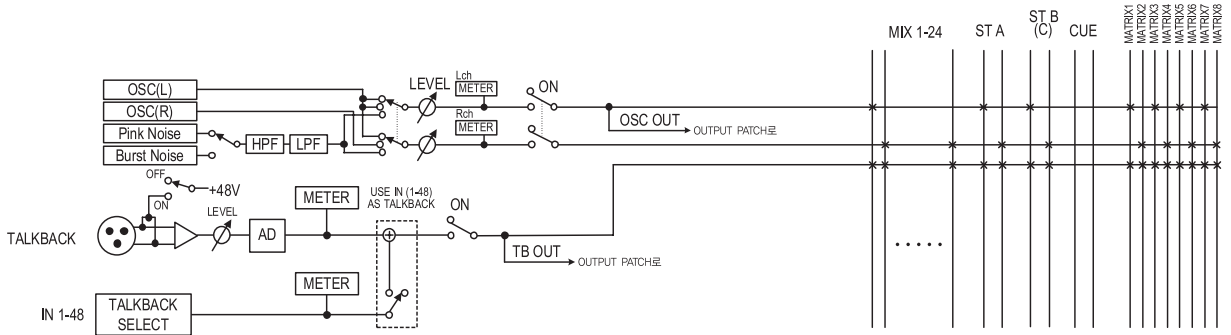 MIX 1-24
ST A
ST B
(C)
CUE
MATRIX1
MATRIX2
MATRIX3
MATRIX4
MATRIX5
MATRIX6
MATRIX7
MATRIX8
OSC(L)
OSC(R)
Pink Noise
Burst Noise
HPF
LPF
LEVEL
Lch
METER
Rch
METER
ON
OSC OUT
OUTPUT PATCH로
OFF
+48V
ON
TALKBACK
LEVEL
AD
METER
USE IN (1-48)
AS TALKBACK
ON
TB OUT
OUTPUT PATCH로
METER
IN 1-48
TALKBACK
SELECT